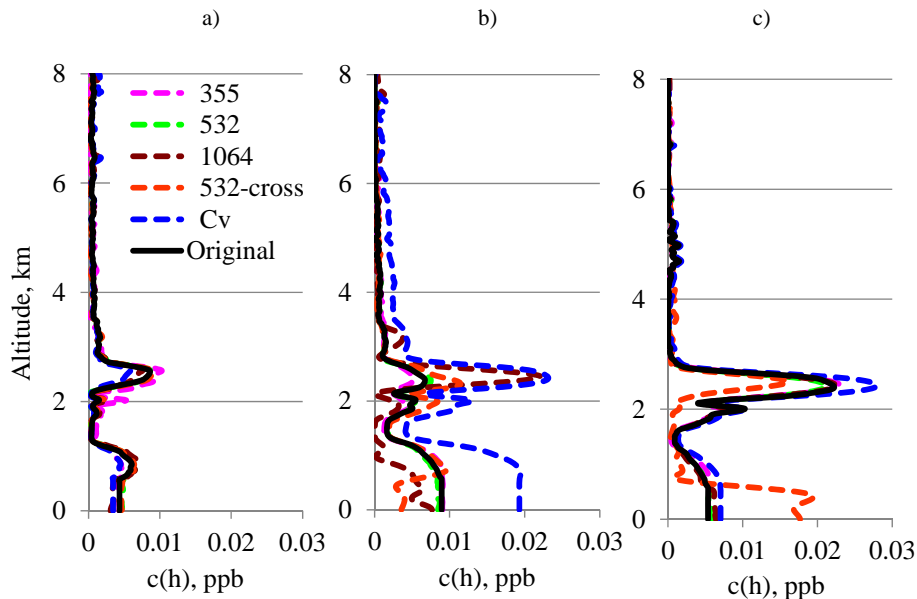 a)
b)
c)
8
6
4
2
0
Altitude, km
355
532
1064
532-cross
Cv
Original
0 0.01 0.02 0.03
c(h), ppb
8
6
4
2
0
0 0.01 0.02 0.03
c(h), ppb
8
6
4
2
0
0 0.01 0.02 0.03
c(h), ppb